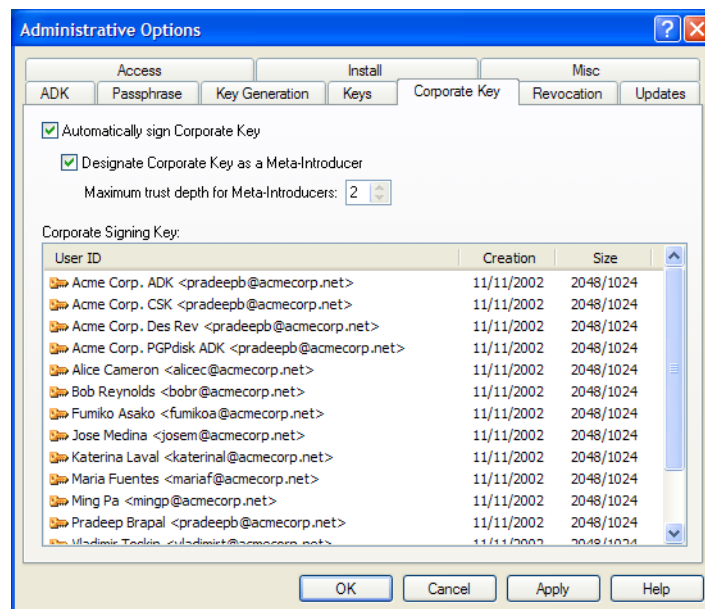 Administrative Options
Access Install Misc
ADK Passphrase Key Generation Keys Corporate Key Revocation Updates
Automatically sign Corporate Key
Designate Corporate Key as a Meta-Introducer
Maximum trust depth for Meta-Introducers: 2
Corporate Signing Key:
User ID Creation Size
Acme Corp. ADK <pradeepb@acmecorp.net> 11/11/2002 2048/1024
Acme Corp. CSK <pradeepb@acmecorp.net> 11/11/2002 2048/1024
Acme Corp. Des Rev <pradeepb@acmecorp.net> 11/11/2002 2048/1024
Acme Corp. PGPdisk ADK <pradeepb@acmecorp.net> 11/11/2002 2048/1024
Alice Cameron <alicec@acmecorp.net> 11/11/2002 2048/1024
Bob Reynolds <bobr@acmecorp.net> 11/11/2002 2048/1024
Fumiko Asako <fumikoa@acmecorp.net> 11/11/2002 2048/1024
Jose Medina <josem@acmecorp.net> 11/11/2002 2048/1024
Katerina Laval <katerinal@acmecorp.net> 11/11/2002 2048/1024
Maria Fuentes <mariaf@acmecorp.net> 11/11/2002 2048/1024
Ming Pa <mingp@acmecorp.net> 11/11/2002 2048/1024
Pradeep Brapal <pradeepb@acmecorp.net> 11/11/2002 2048/1024
11/11/2002 2048/1024
OK Cancel Apply Help